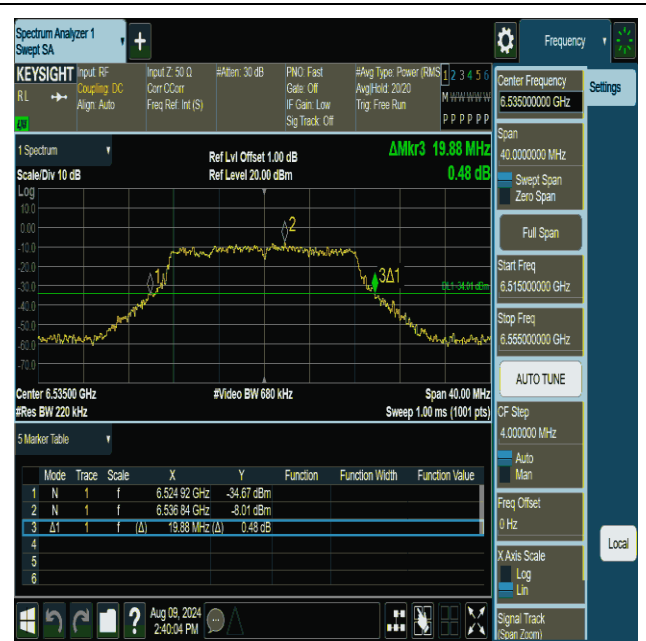 Spectrum Analyzer 1
Swept SA
Frequency
KEYSIGHT
RL
LXI
Input: RF
Coupling: DC
Align: Auto
Input Z: 50 Ω
Corr CCorr
Freq Ref: Int (S)
#Atten: 30 dB
PNO: Fast
Gate: Off
IF Gain: Low
Sig Track: Off
#Avg Type: Power (RMS
Avg|Hold: 20/20
Trig: Free Run
1 2 3 4 5 6
M W W W W W
P P P P P P
Settings
Center Frequency
6.535000000 GHz
Span
40.0000000 MHz
Swept Span
Zero Span
Full Span
Start Freq
6.515000000 GHz
Stop Freq
6.555000000 GHz
AUTO TUNE
CF Step
4.000000 MHz
Auto
Man
Freq Offset
0 Hz
X Axis Scale
Log
Lin
Signal Track
(Span Zoom)
Local
1 Spectrum
Scale/Div 10 dB
Ref Lvl Offset 1.00 dB
Ref Level 20.00 dBm
ΔMkr3 19.88 MHz
0.48 dB
Log
10.0
0.00
-10.0
-20.0
-30.0
-40.0
-50.0
-60.0
-70.0
1
2
3Δ1
DL1 -34.01 dBm
Center 6.53500 GHz
#Res BW 220 kHz
#Video BW 680 kHz
Span 40.00 MHz
Sweep 1.00 ms (1001 pts)
5 Marker Table
Mode Trace Scale X Y Function Function Width Function Value
1 N 1 f 6.524 92 GHz -34.67 dBm
2 N 1 f 6.536 84 GHz -8.01 dBm
3 Δ1 1 f (Δ) 19.88 MHz (Δ) 0.48 dB
4
5
6
?
Aug 09, 2024
2:40:04 PM